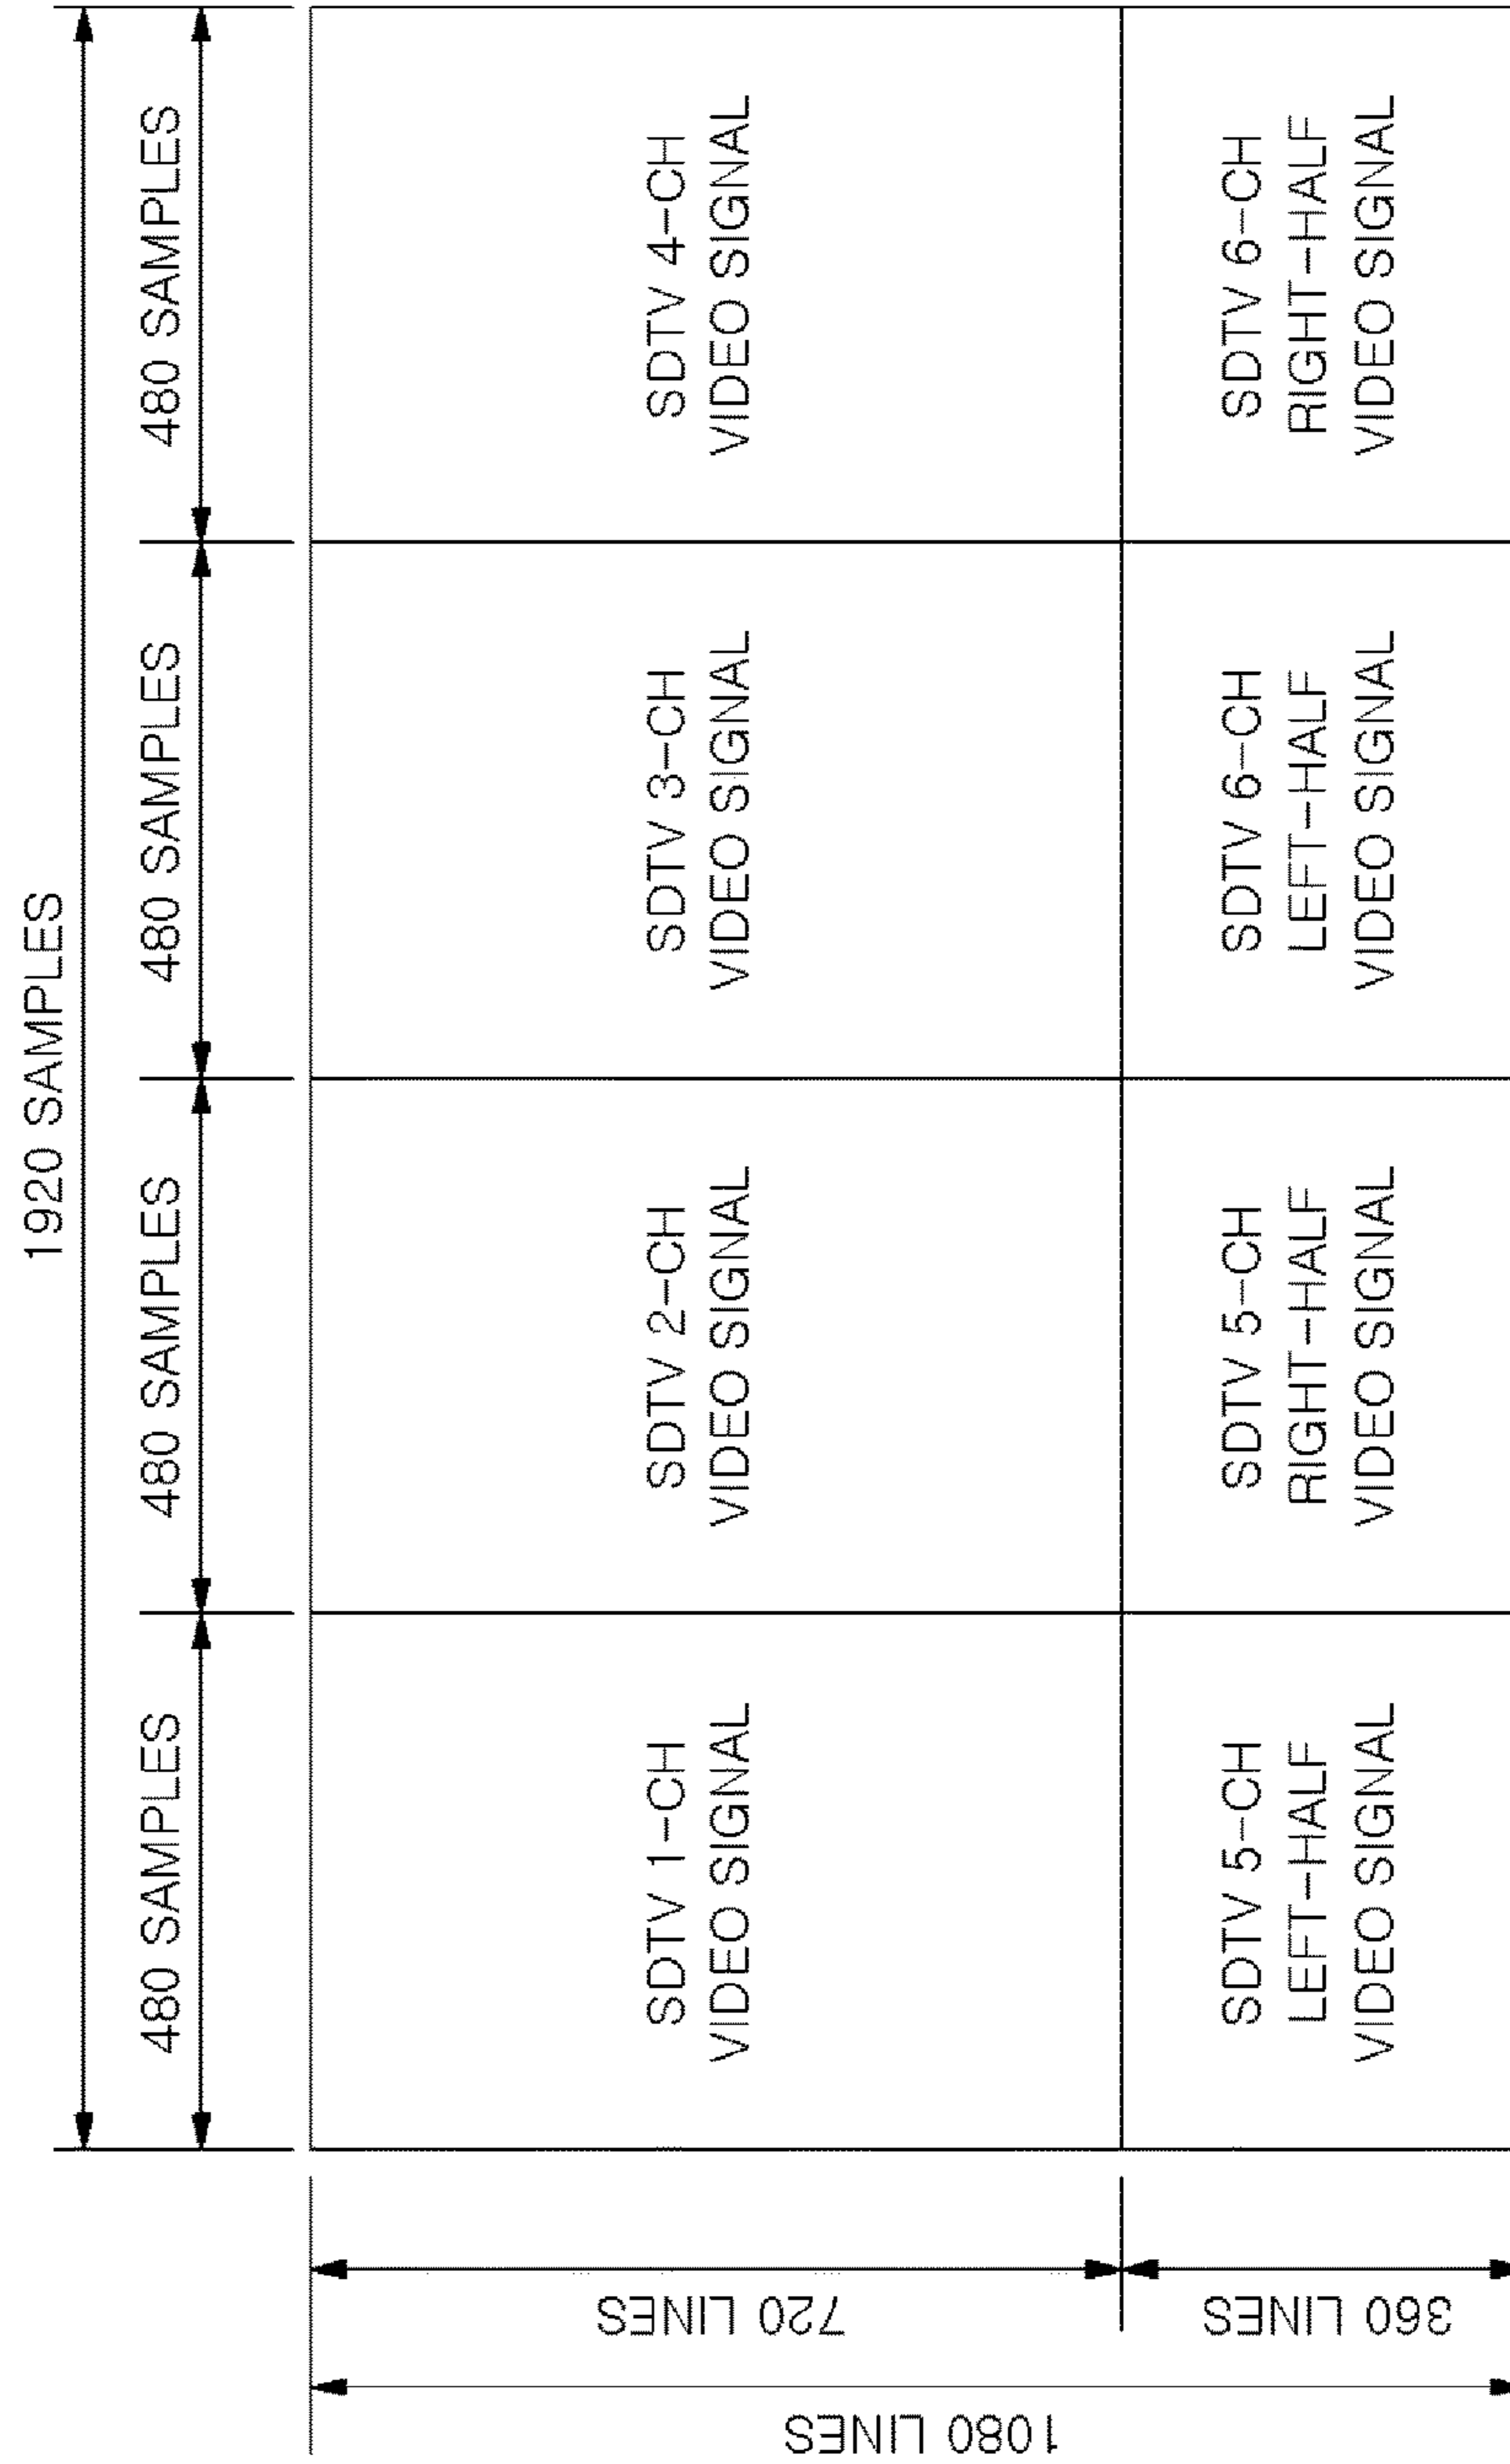 1920 SAMPLES
480 SAMPLES
480 SAMPLES
480 SAMPLES
480 SAMPLES
1080 LINES
720 LINES
SDTV 1-CH
VIDEO SIGNAL
SDTV 2-CH
VIDEO SIGNAL
SDTV 3-CH
VIDEO SIGNAL
SDTV 4-CH
VIDEO SIGNAL
360 LINES
SDTV 5-CH
LEFT-HALF
VIDEO SIGNAL
SDTV 5-CH
RIGHT-HALF
VIDEO SIGNAL
SDTV 6-CH
LEFT-HALF
VIDEO SIGNAL
SDTV 6-CH
RIGHT-HALF
VIDEO SIGNAL